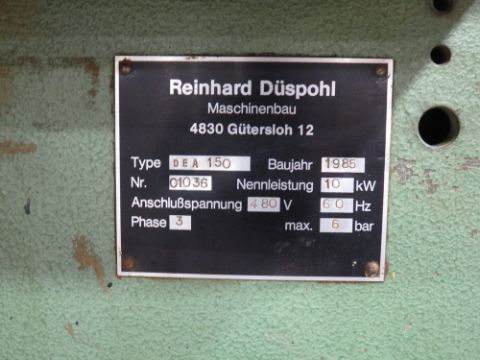 Reinhard Düspohl
Maschinenbau
4830 Gütersloh 12
Type DEA 150 Baujahr 1985
Nr. 01036 Nennleistung 10 kW
Anschlußspannung 480 V 60 Hz
Phase 3 max. 6 bar